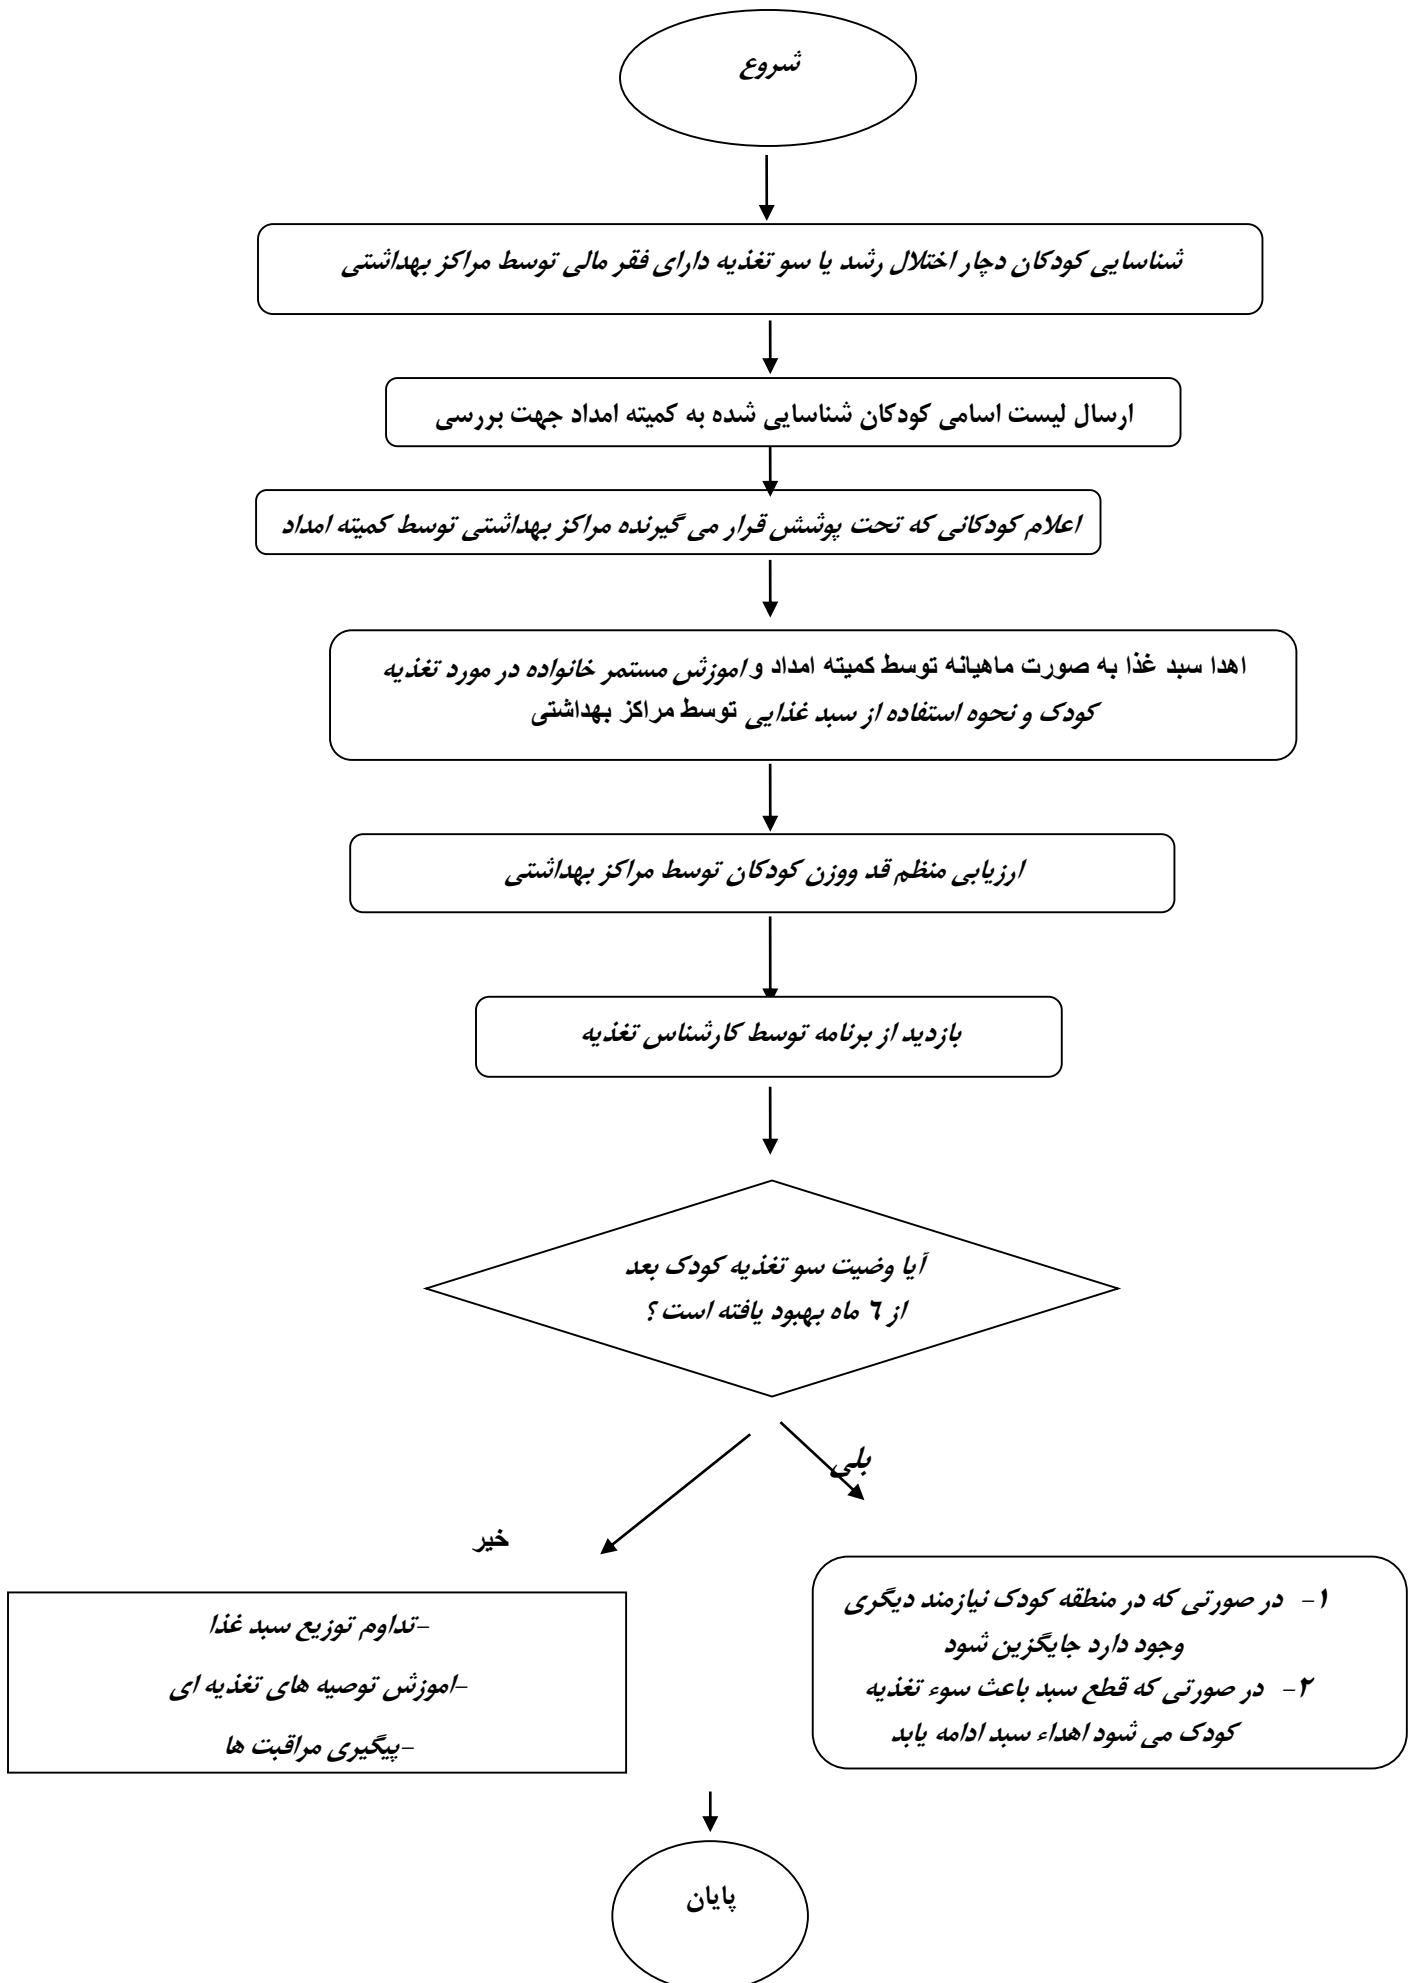 شروع
شناسایی کودکان دچار اختلال رشد یا سو تغذیه دارای فقر مالی توسط مراکز بهداشتی
ارسال لیست اسامی کودکان شناسایی شده به کمیته امداد جهت بررسی
اعلام کودکانی که تحت پوشش قرار می گیرنده مراکز بهداشتی توسط کمیته امداد
اهدا سبد غذا به صورت ماهیانه توسط کمیته امداد و اموزش مستمر خانواده در مورد تغذیه
کودک و نحوه استفاده از سبد غذایی توسط مراکز بهداشتی
ارزیابی منظم قد ووزن کودکان توسط مراکز بهداشتی
بازدید از برنامه توسط کارشناس تغذیه
آیا وضیت سو تغذیه کودک بعد
از ٦ ماه بهبود یافته است ؟
بلی
خیر
۱- در صورتی که در منطقه کودک نیازمند دیگری
وجود دارد جایگزین شود
۲- در صورتی که قطع سبد باعث سوء تغذیه
کودک می شود اهداء سبد ادامه یابد
-تداوم توزیع سبد غذا
-اموزش توصیه های تغذیه ای
-پیگیری مراقبت ها
پایان